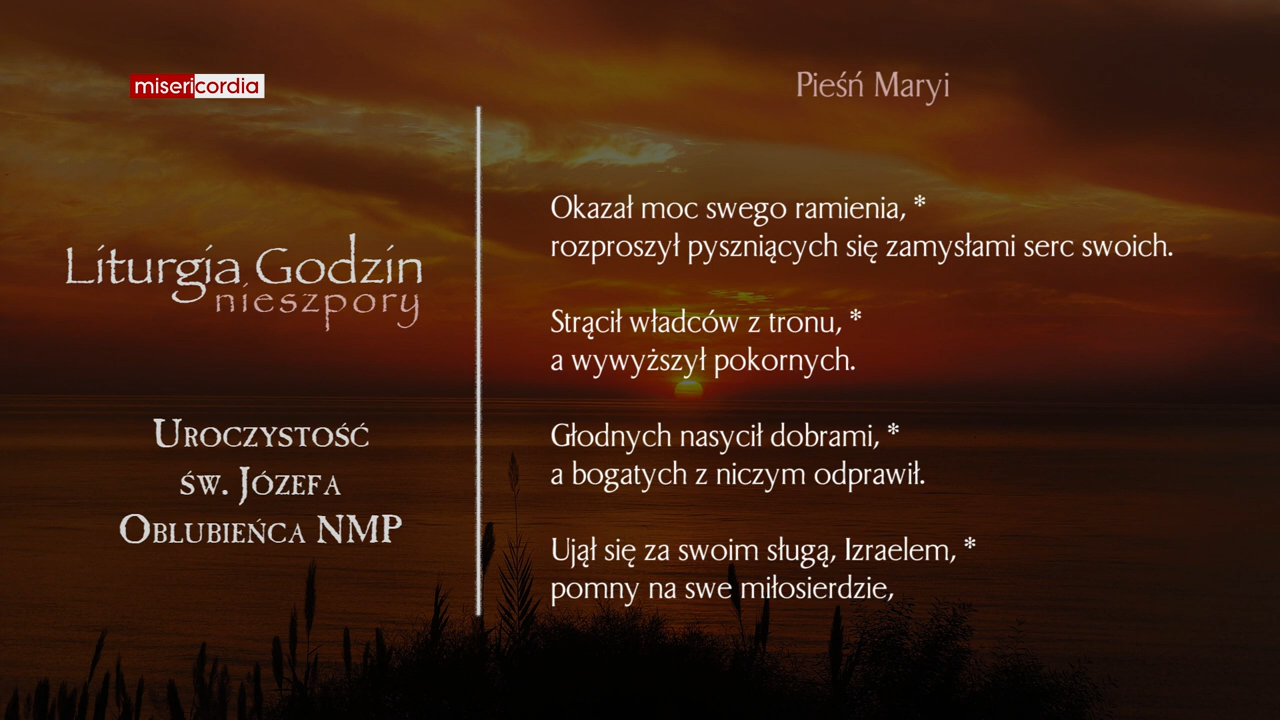 misericordia
Liturgia Godzin
nieszpory
Uroczystość
św. Józefa
Oblubieńca NMP
Pieśń Maryi
Okazał moc swego ramienia, *
rozproszył pyszniących się zamysłami serc swoich.
Strącił władców z tronu, *
a wywyższył pokornych.
Głodnych nasycił dobrami, *
a bogatych z niczym odprawił.
Ujął się za swoim sługą, Izraelem, *
pomny na swe miłosierdzie,